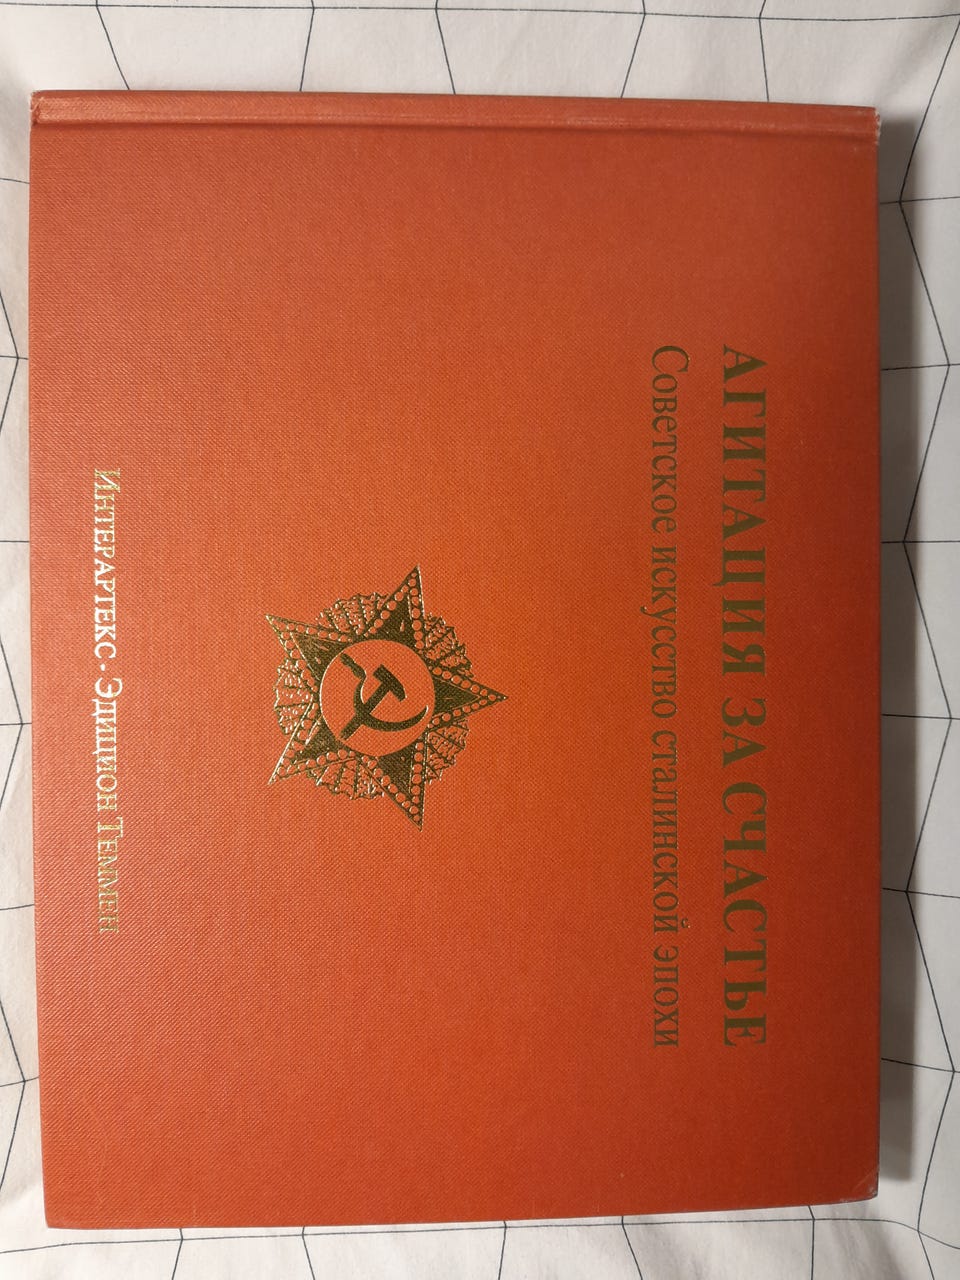 АГИТАЦИЯ ЗА СЧАСТЬЕ
Советское искусство сталинской эпохи
Интерартекс · Эдицион Теммен